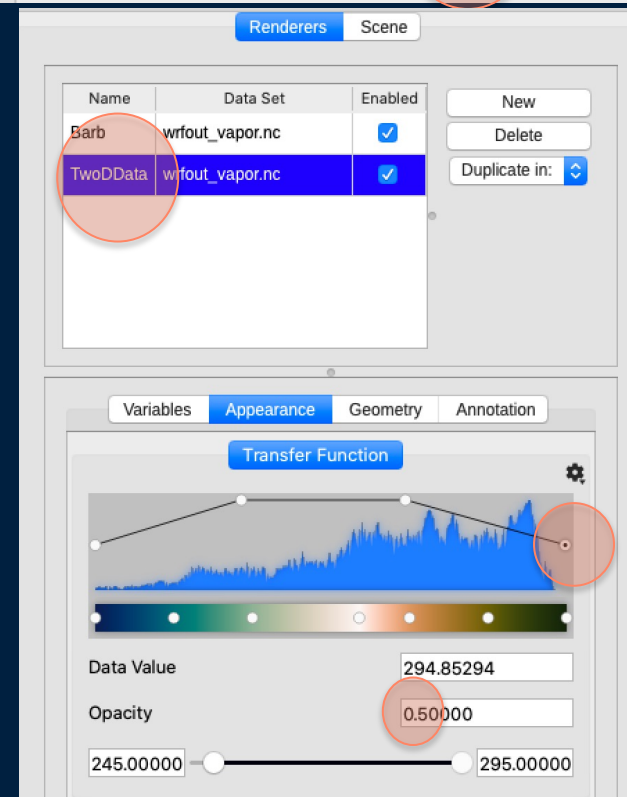 Renderers Scene
Name Data Set Enabled New
Barb wrfout_vapor.nc Delete
TwoDData wrfout_vapor.nc Duplicate in:
Variables Appearance Geometry Annotation
Transfer Function
Data Value 294.85294
Opacity 0.50000
245.00000 295.00000